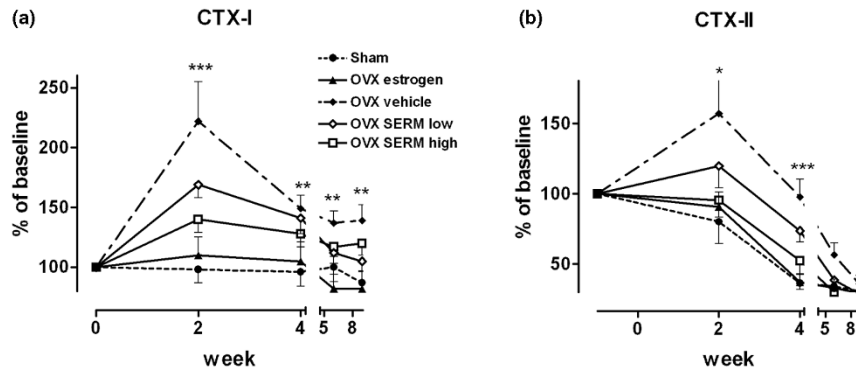 (a)
CTX-I
% of baseline
250
200
150
100
***
**
**
**
Sham
OVX estrogen
OVX vehicle
OVX SERM low
OVX SERM high
0
2
4
5
8
week
(b)
CTX-II
% of baseline
150
100
50
*
***
0
2
4
5
8
week